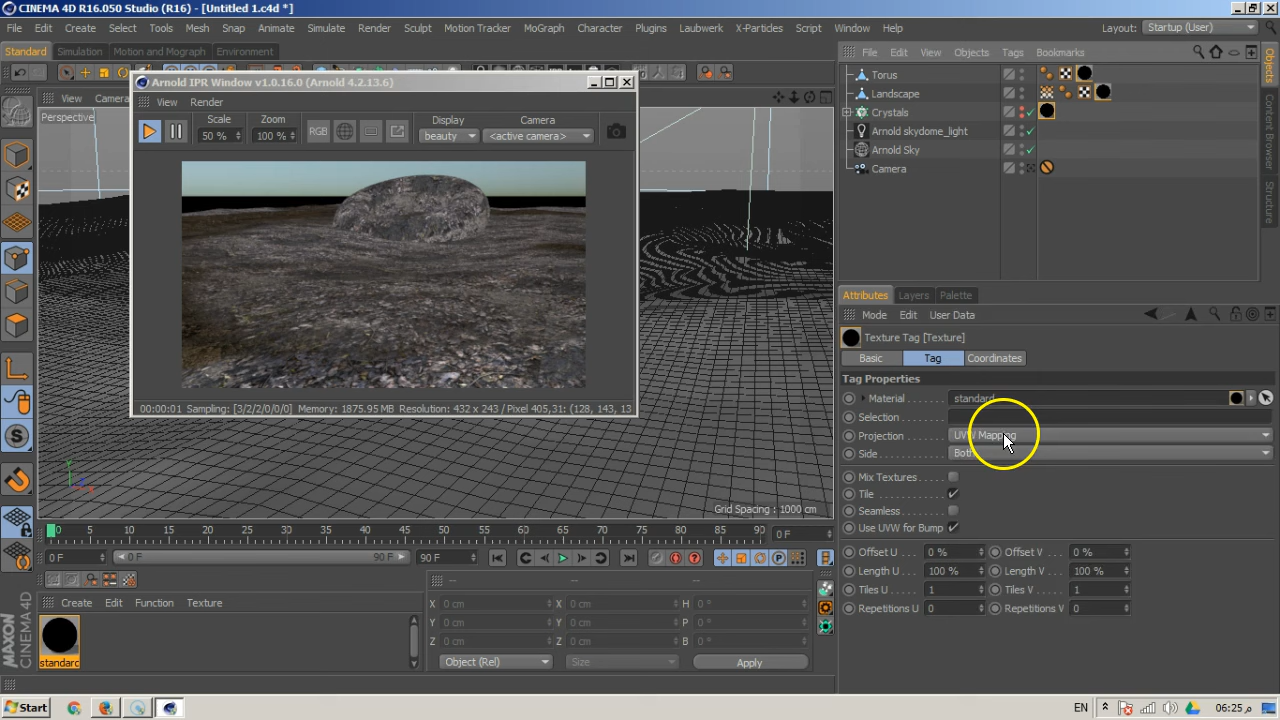 CINEMA 4D R16.050 Studio (R16) - [Untitled 1.c4d *]
File Edit Create Select Tools Mesh Snap Animate Simulate Render Sculpt Motion Tracker MoGraph Character Plugins Laubwerk X-Particles Script Window Help Layout: Startup (User)
Standard Simulation Motion and Mograph Environment
File Edit View Objects Tags Bookmarks
Torus
Landscape
Crystals
Arnold skydome_light
Arnold Sky
Camera
Objects
Content Browser
Structure
View Camera
Perspective
Arnold IPR Window v1.0.16.0 (Arnold 4.2.13.6)
View Render
Scale Zoom Display Camera
50 % 100 % RGB beauty <active camera>
00:00:01 Sampling: [3/2/2/0/0/0] Memory: 1875.95 MB Resolution: 432 x 243 / Pixel 405,31: (128, 143, 13
Grid Spacing : 1000 cm
Attributes Layers Palette
Mode Edit User Data
Texture Tag [Texture]
Basic Tag Coordinates
Tag Properties
Material standard
Selection
Projection UVW Mapping
Side Both
Mix Textures
Tile
Seamless
Use UVW for Bump
Offset U 0 % Offset V 0 %
Length U 100 % Length V 100 %
Tiles U 1 Tiles V 1
Repetitions U 0 Repetitions V 0
0 5 10 15 20 25 30 35 40 45 50 55 60 65 70 75 80 85 90 0 F
0 F 0 F 90 F 90 F
Create Edit Function Texture
standard
-- -- --
X 0 cm X 0 cm H 0 °
Y 0 cm Y 0 cm P 0 °
Z 0 cm Z 0 cm B 0 °
Object (Rel) Size Apply
MAXON
CINEMA 4D
Start EN 06:25 م